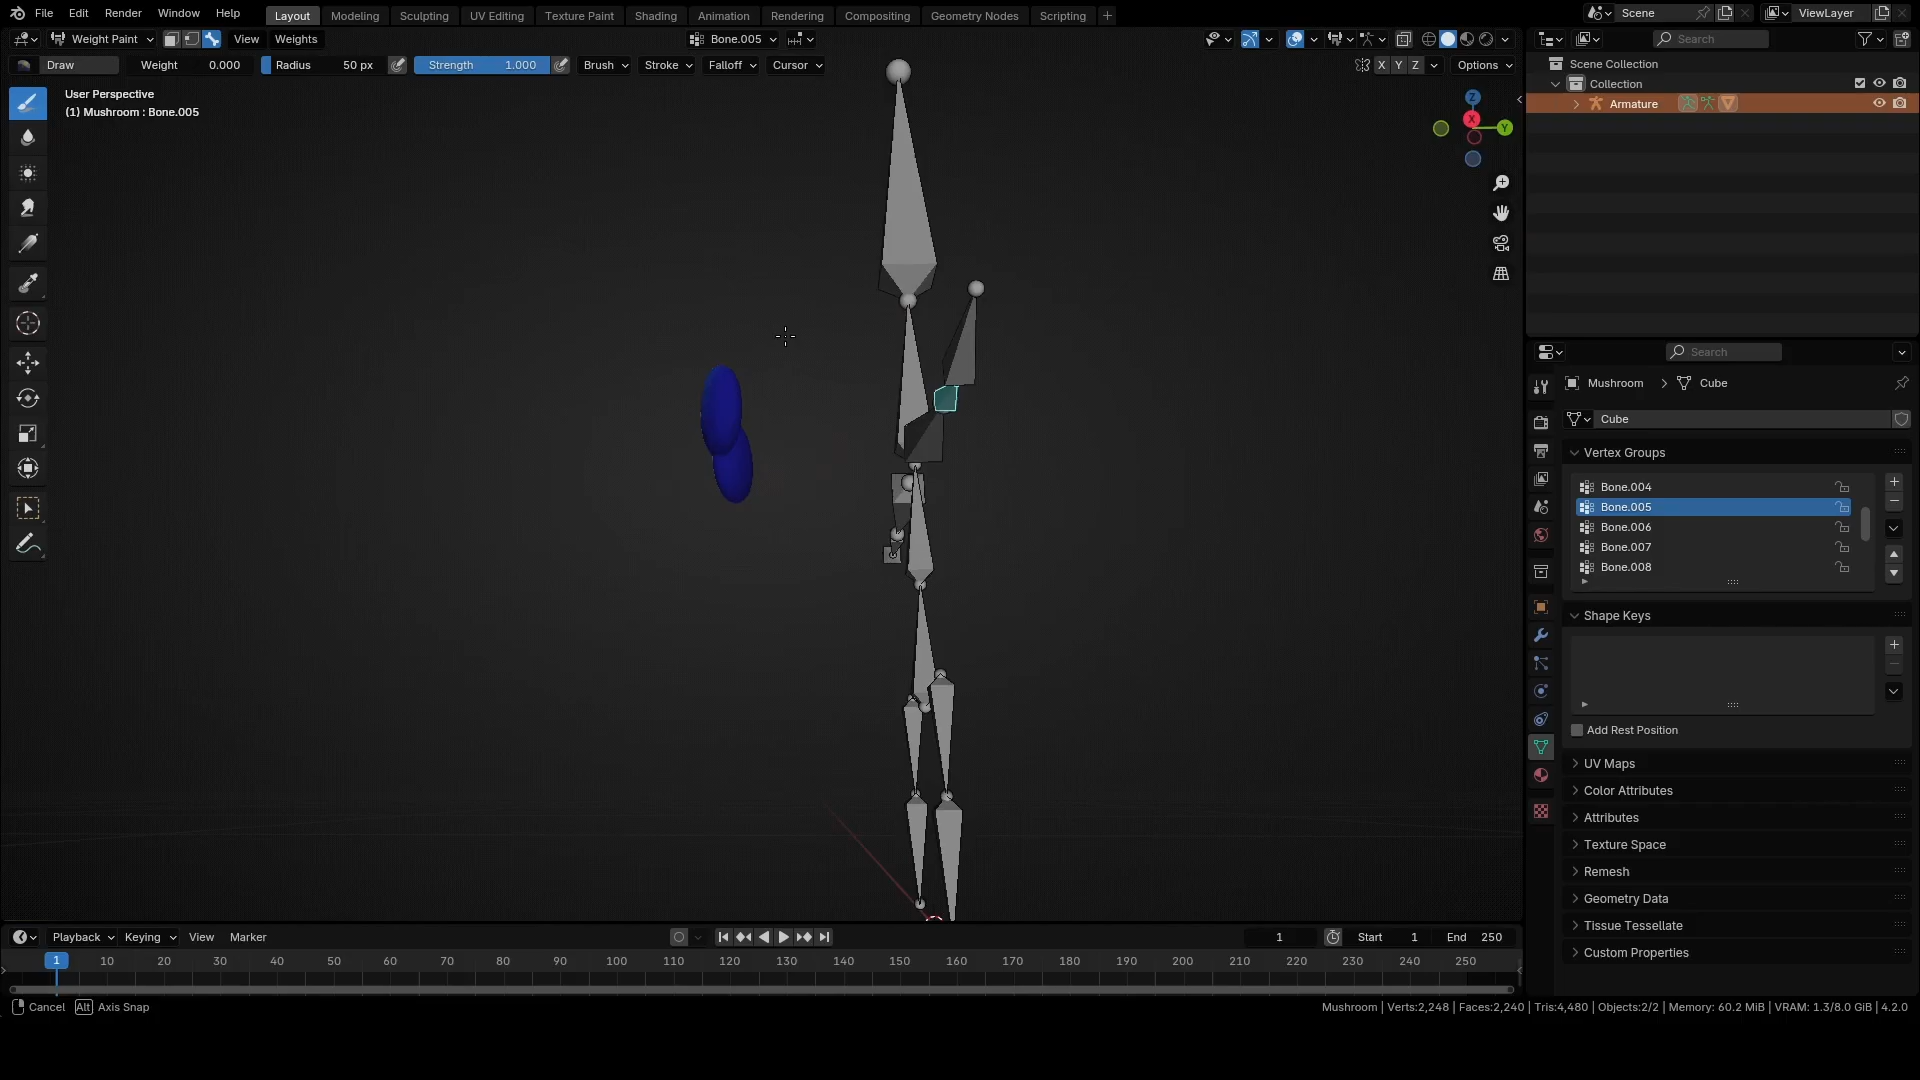 File Edit Render Window Help Layout Modeling Sculpting UV Editing Texture Paint Shading Animation Rendering Compositing Geometry Nodes Scripting + Scene ViewLayer
Weight Paint View Weights Bone.005 Search
Draw Weight 0.000 Radius 50 px Strength 1.000 Brush Stroke Falloff Cursor X Y Z Options
Scene Collection
Collection
Armature
User Perspective
(1) Mushroom : Bone.005
Z
X
Y
Search
Mushroom > Cube
Cube
Vertex Groups
Bone.004
Bone.005
Bone.006
Bone.007
Bone.008
Shape Keys
Add Rest Position
UV Maps
Color Attributes
Attributes
Texture Space
Remesh
Geometry Data
Tissue Tessellate
Custom Properties
Playback Keying View Marker 1 Start 1 End 250
1 10 20 30 40 50 60 70 80 90 100 110 120 130 140 150 160 170 180 190 200 210 220 230 240 250
Cancel Alt Axis Snap Mushroom | Verts:2,248 | Faces:2,240 | Tris:4,480 | Objects:2/2 | Memory: 60.2 MiB | VRAM: 1.3/8.0 GiB | 4.2.0